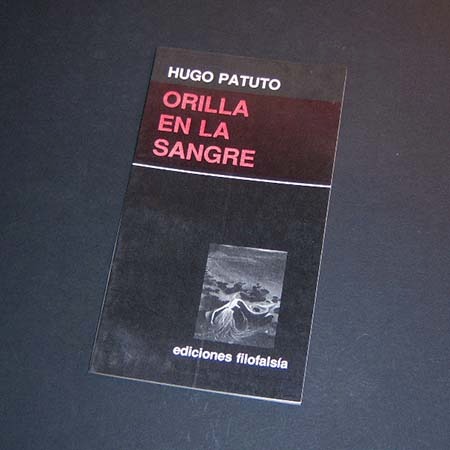 HUGO PATUTO
ORILLA
EN LA
SANGRE
ediciones filofalsía